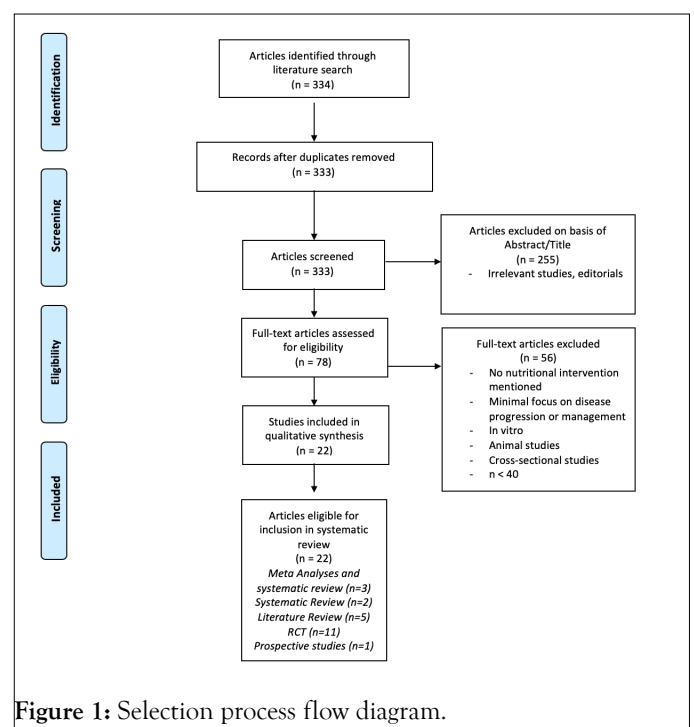 Identification
Articles identified through
literature search
(n = 334)
Records after duplicates removed
(n = 333)
Screening
Articles screened
(n = 333)
Articles excluded on basis of
Abstract/Title
(n = 255)
- Irrelevant studies, editorials
Eligibility
Full-text articles assessed
for eligibility
(n = 78)
Full-text articles excluded
(n = 56)
- No nutritional intervention
mentioned
- Minimal focus on disease
progression or management
- In vitro
- Animal studies
- Cross-sectional studies
- n < 40
Studies included in
qualitative synthesis
(n = 22)
Included
Articles eligible for
inclusion in systematic
review
(n = 22)
Meta Analyses and
systematic review (n=3)
Systematic Review (n=2)
Literature Review (n=5)
RCT (n=11)
Prospective studies (n=1)
Figure 1: Selection process flow diagram.